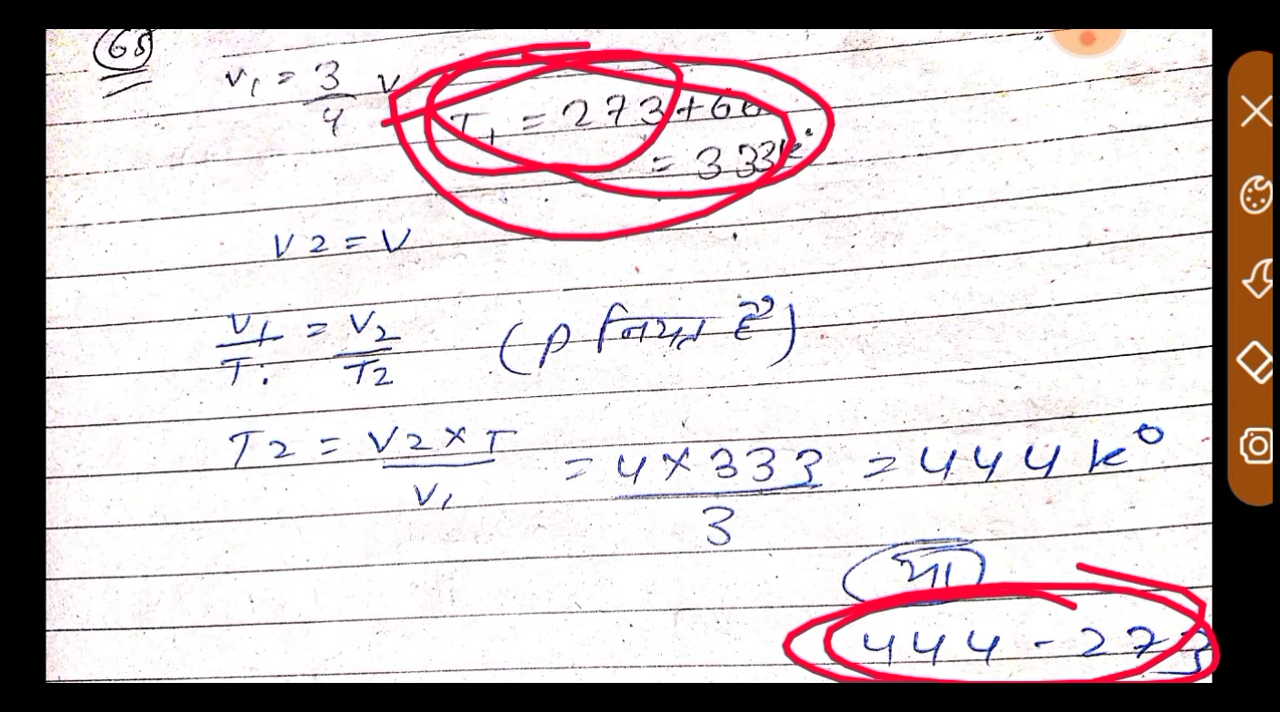 65
V₁ = 3/4 V
T₁ = 273+60
= 333k°
V2 = V
V₁/T₁ = V₂/T₂ (P नियत है)
T2 = V2×T/V₁ = 4×333/3 = 444 k°
या
444 - 273